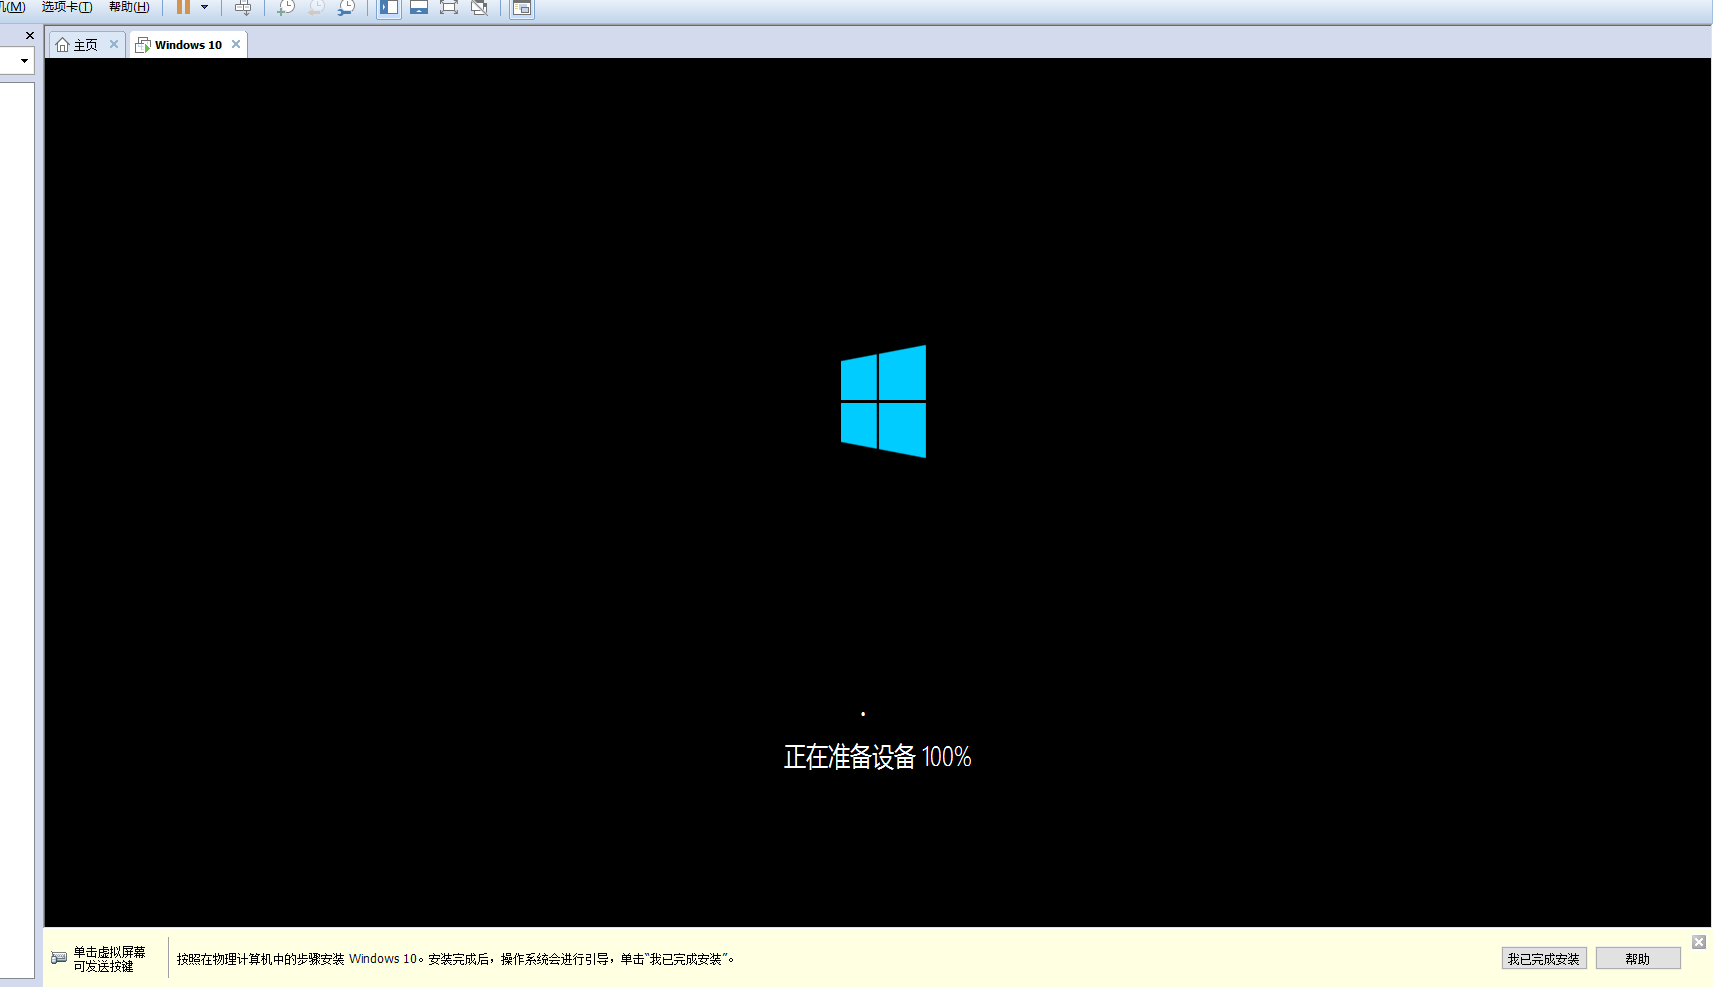 (M) 选项卡(T) 帮助(H)
主页 Windows 10
正在准备设备 100%
单击虚拟屏幕
可发送按键
按照在物理计算机中的步骤安装 Windows 10。安装完成后，操作系统会进行引导，单击“我已完成安装”。
我已完成安装 帮助